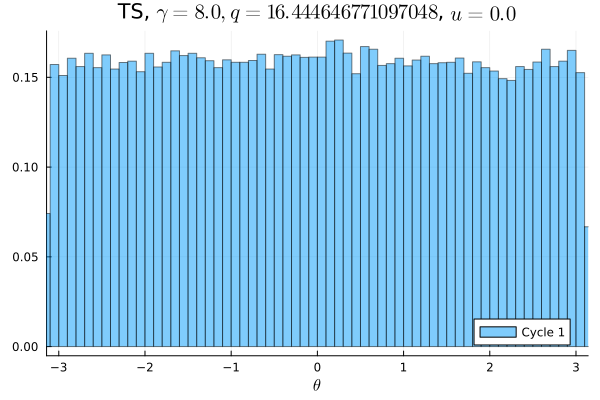 TS, γ = 8.0, q = 16.444646771097048, u = 0.0
0.15
0.10
0.05
0.00
Cycle 1
−3 −2 −1 0 1 2 3
θ